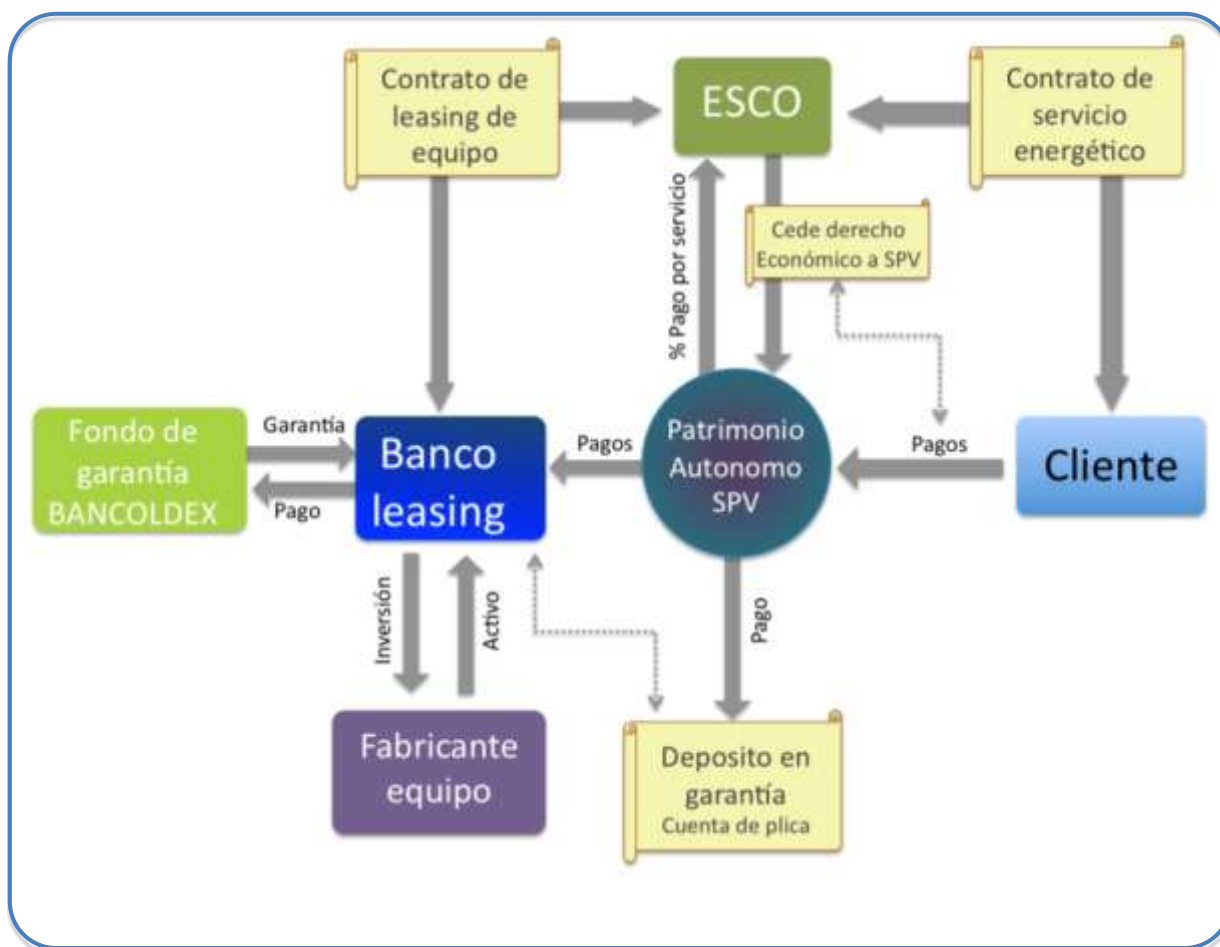 Contrato de
leasing de
equipo
ESCO
Contrato de
servicio
energético
% Pago por servicio
Cede derecho
Económico a SPV
Fondo de
garantía
BANCOLDEX
Garantía
Pago
Banco
leasing
Pagos
Patrimonio
Autonomo
SPV
Pagos
Cliente
Inversión
Activo
Pago
Fabricante
equipo
Deposito en
garantía
Cuenta de plica